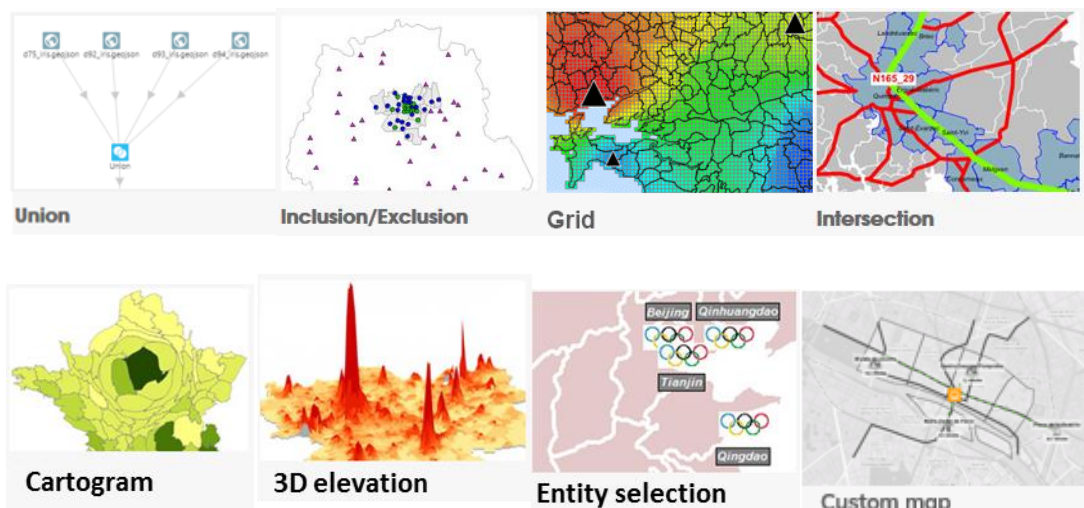 d75_iris.geojson d92_iris.geojson d93_iris.geojson d94_iris.geojson
Union
N165_29
Union
Inclusion/Exclusion
Grid
Intersection
Beijing Qinhuangdao
Tianjin
Qingdao
Cartogram
3D elevation
Entity selection
Custom map